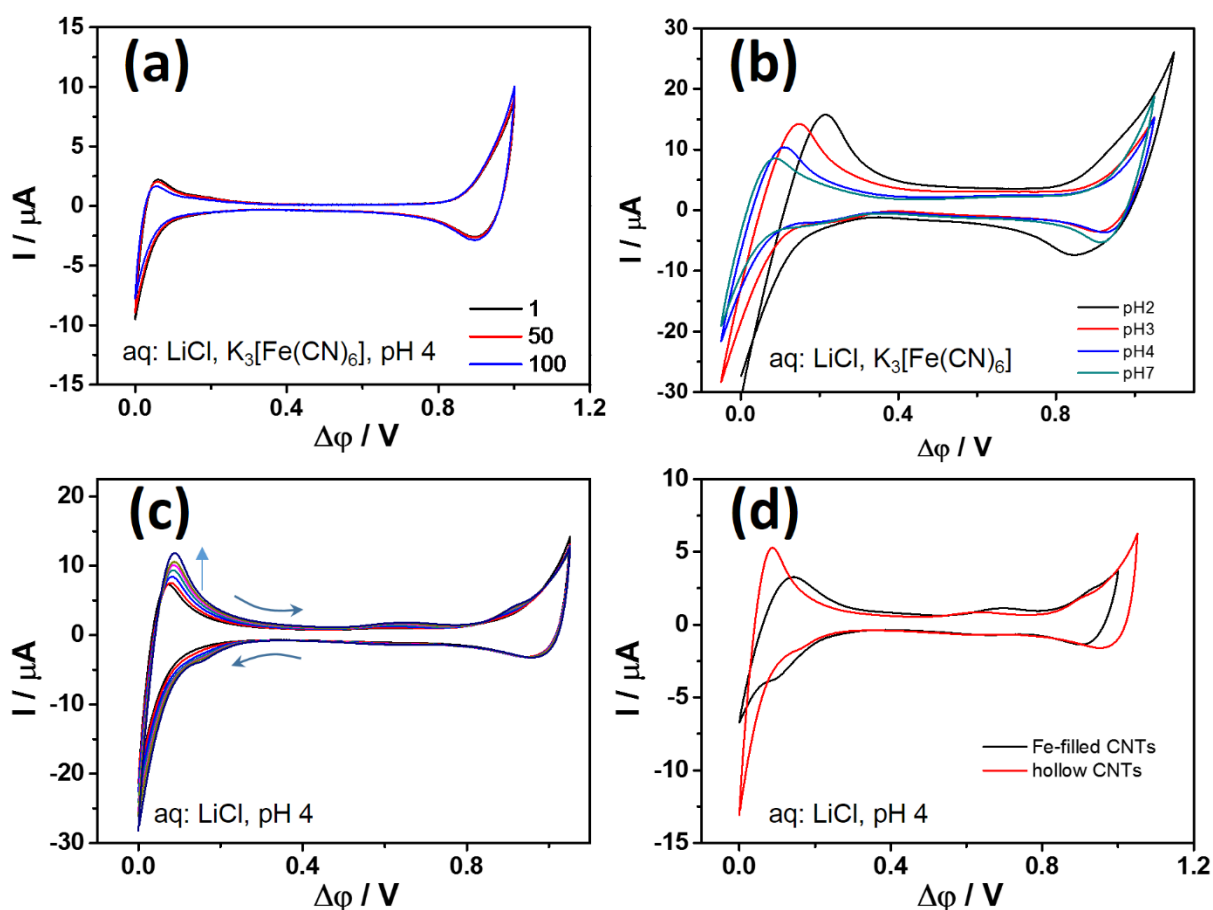 (a)
15
10
5
0
-5
-10
-15
I / μA
0.0 0.4 0.8 1.2
Δφ / V
1
50
100
aq: LiCl, K₃[Fe(CN)₆], pH 4
(b)
30
20
10
0
-10
-20
-30
I / μA
0.0 0.4 0.8
Δφ / V
pH2
pH3
pH4
pH7
aq: LiCl, K₃[Fe(CN)₆]
(c)
20
10
0
-10
-20
-30
I / μA
0.0 0.4 0.8
Δφ / V
aq: LiCl, pH 4
(d)
10
5
0
-5
-10
-15
I / μA
0.0 0.4 0.8 1.2
Δφ / V
Fe-filled CNTs
hollow CNTs
aq: LiCl, pH 4